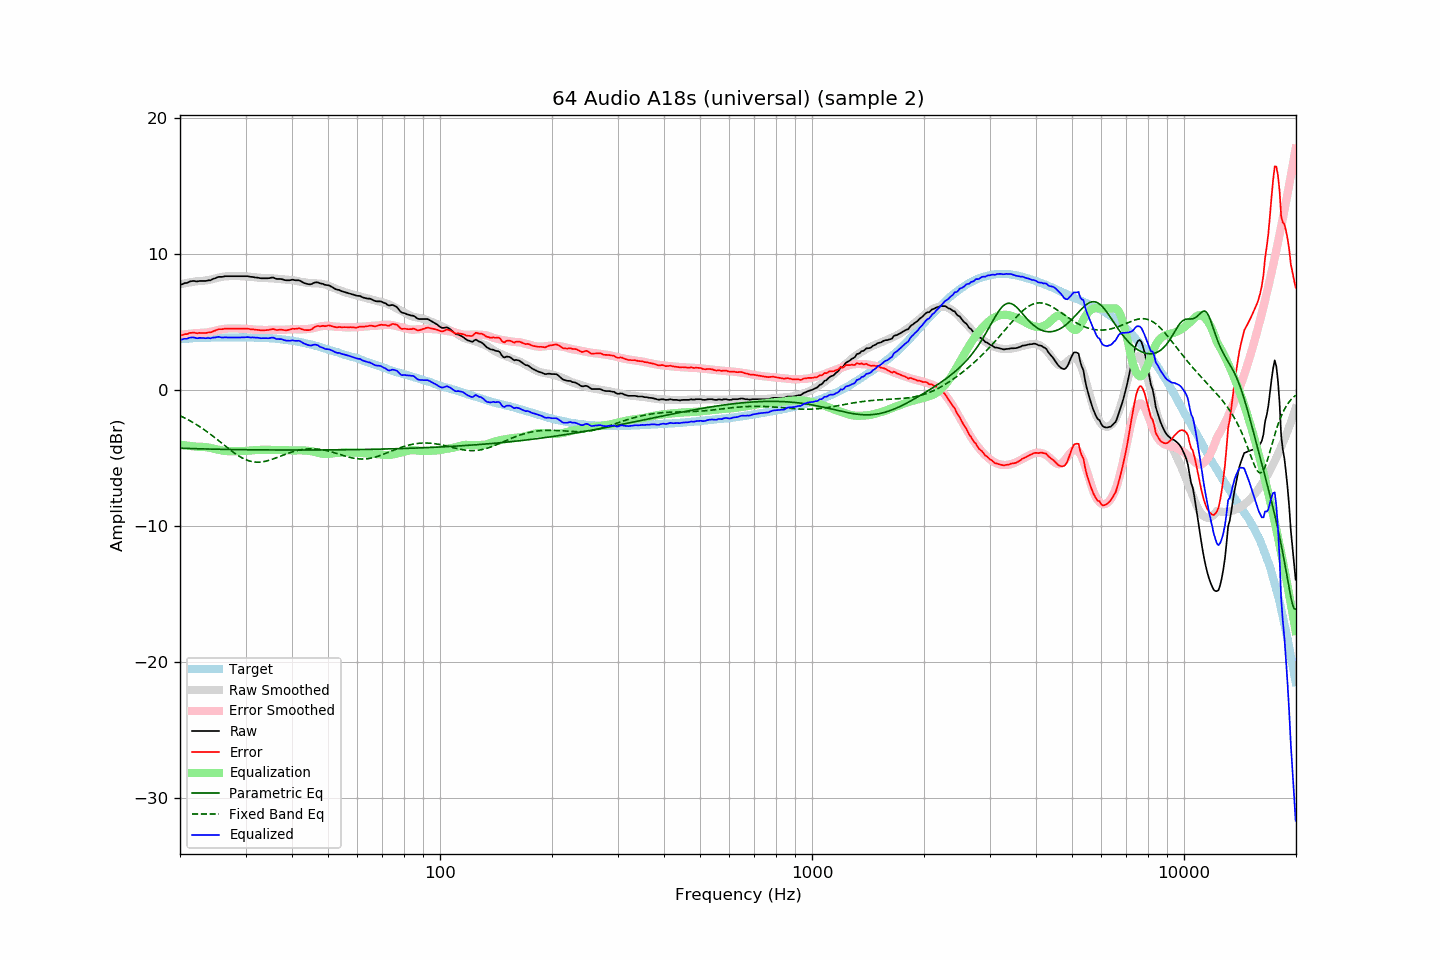 64 Audio A18s (universal) (sample 2)
20
10
0
−10
−20
−30
Amplitude (dBr)
Target
Raw Smoothed
Error Smoothed
Raw
Error
Equalization
Parametric Eq
Fixed Band Eq
Equalized
100
1000
10000
Frequency (Hz)